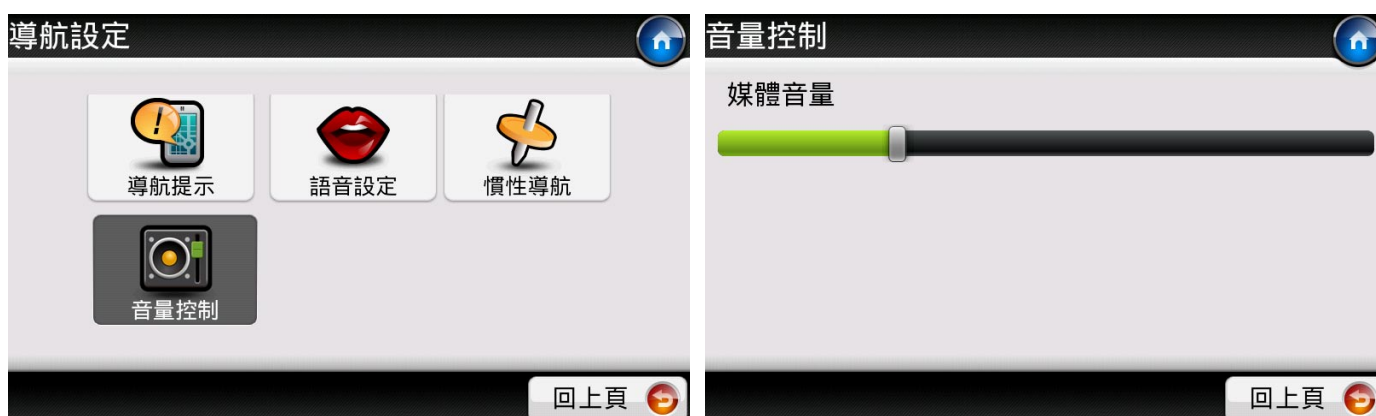 導航設定
導航提示
語音設定
慣性導航
音量控制
回上頁
音量控制
媒體音量
回上頁